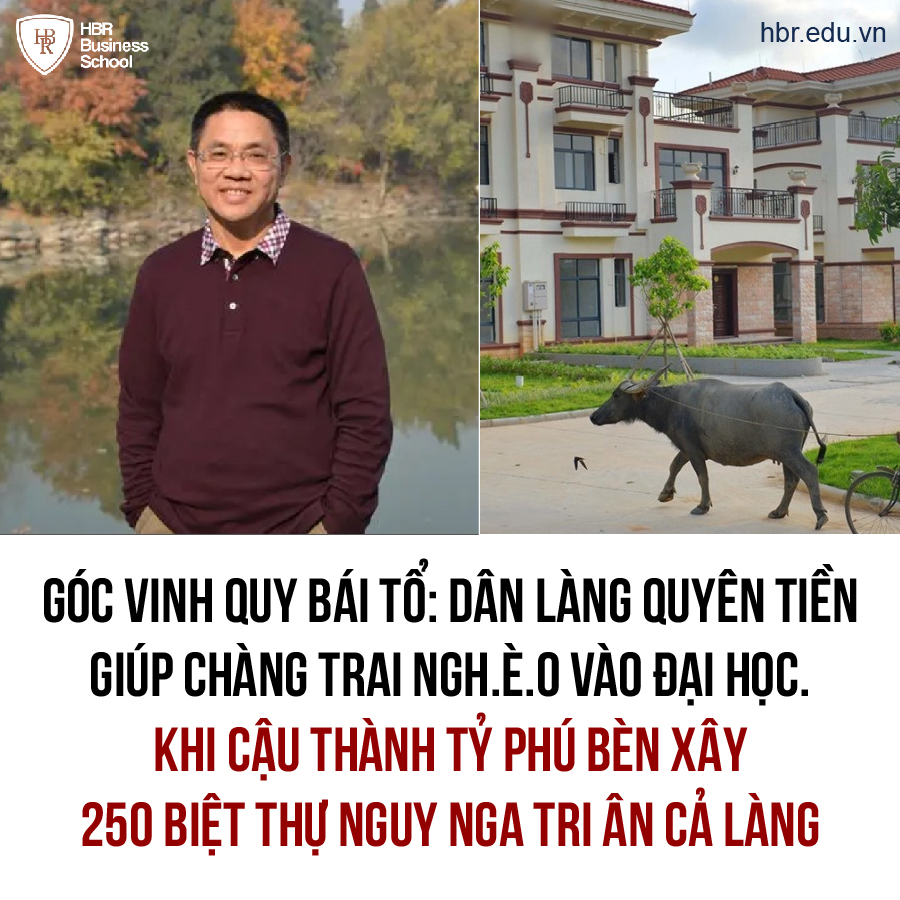 HBR
Business
School
hbr.edu.vn
GÓC VINH QUY BÁI TỔ: DÂN LÀNG QUYÊN TIỀN
GIÚP CHÀNG TRAI NGH.È.O VÀO ĐẠI HỌC.
KHI CẬU THÀNH TỶ PHÚ BÈN XÂY
250 BIỆT THỰ NGUY NGA TRI ÂN CẢ LÀNG